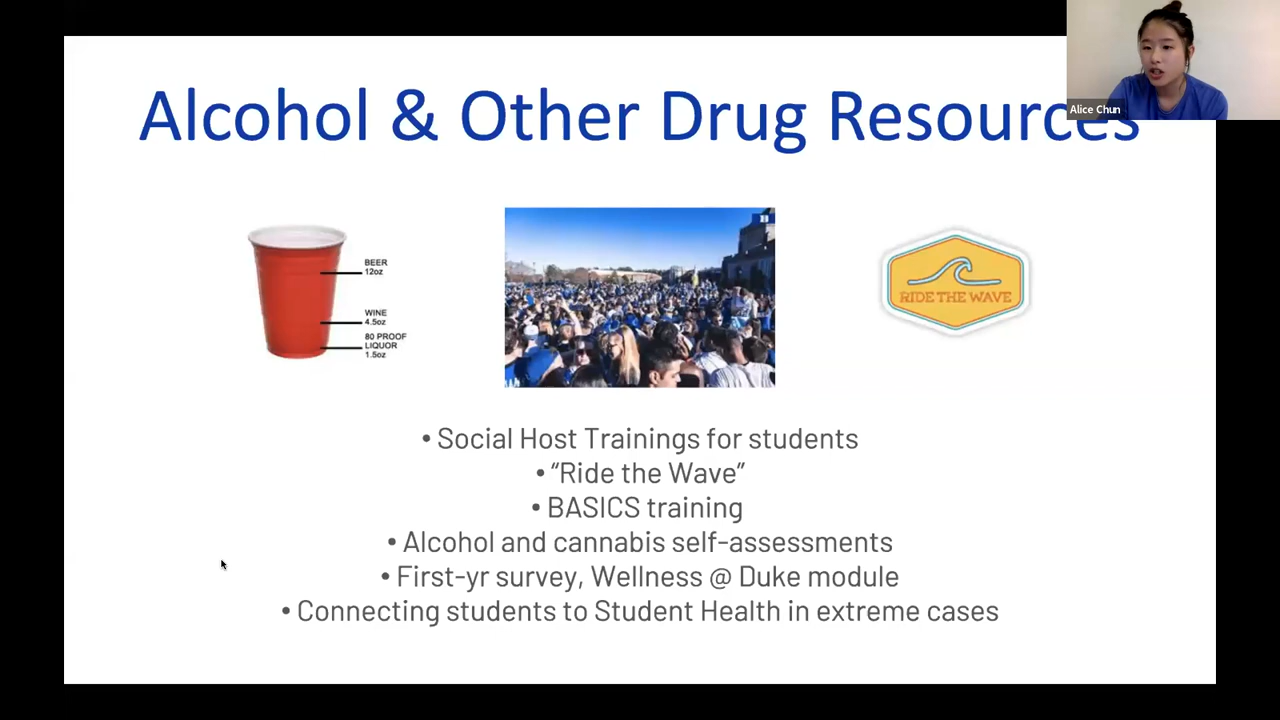 Alcohol & Other Drug Resources
Alice Chun
BEER
12oz
WINE
4.5oz
80 PROOF
LIQUOR
1.5oz
RIDE THE WAVE
• Social Host Trainings for students
• “Ride the Wave”
• BASICS training
• Alcohol and cannabis self-assessments
• First-yr survey, Wellness @ Duke module
• Connecting students to Student Health in extreme cases